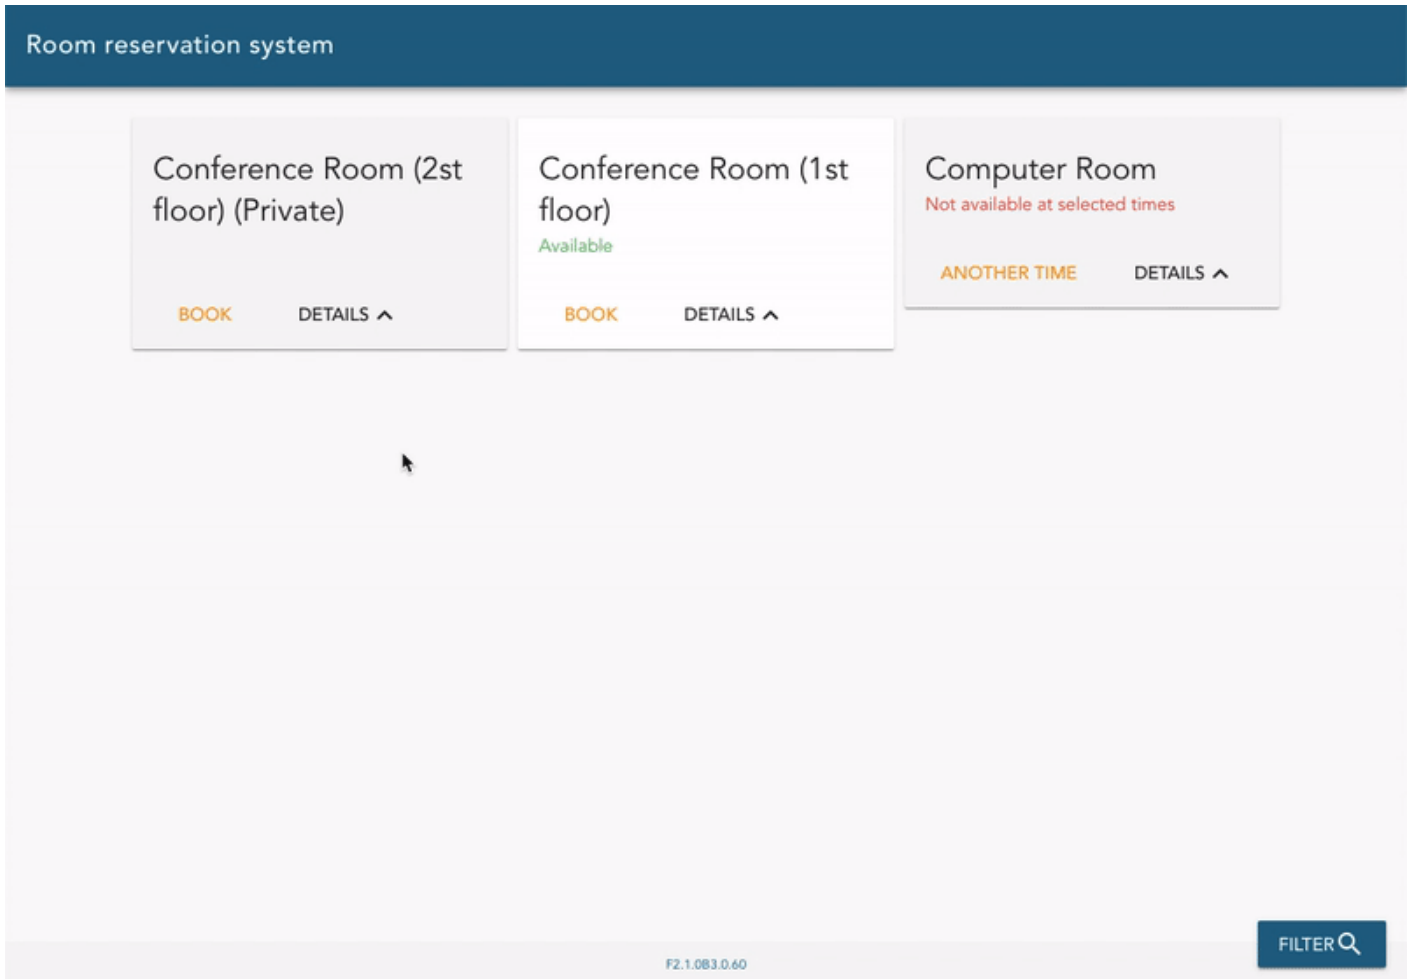 Room reservation system
Conference Room (2st
floor) (Private)
BOOK DETAILS
Conference Room (1st
floor)
Available
BOOK DETAILS
Computer Room
Not available at selected times
ANOTHER TIME DETAILS
FILTER
F2.1.0B3.0.60